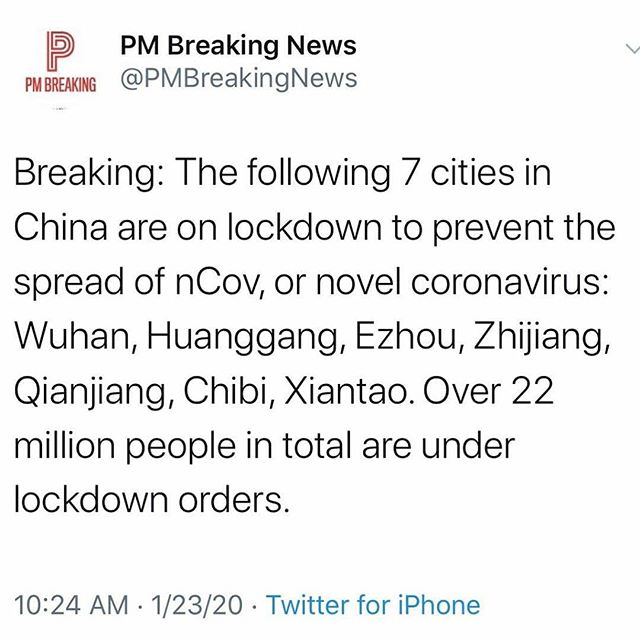 PM Breaking News
PM BREAKING @PMBreakingNews
Breaking: The following 7 cities in
China are on lockdown to prevent the
spread of nCov, or novel coronavirus:
Wuhan, Huanggang, Ezhou, Zhijiang,
Qianjiang, Chibi, Xiantao. Over 22
million people in total are under
lockdown orders.
10:24 AM · 1/23/20 · Twitter for iPhone